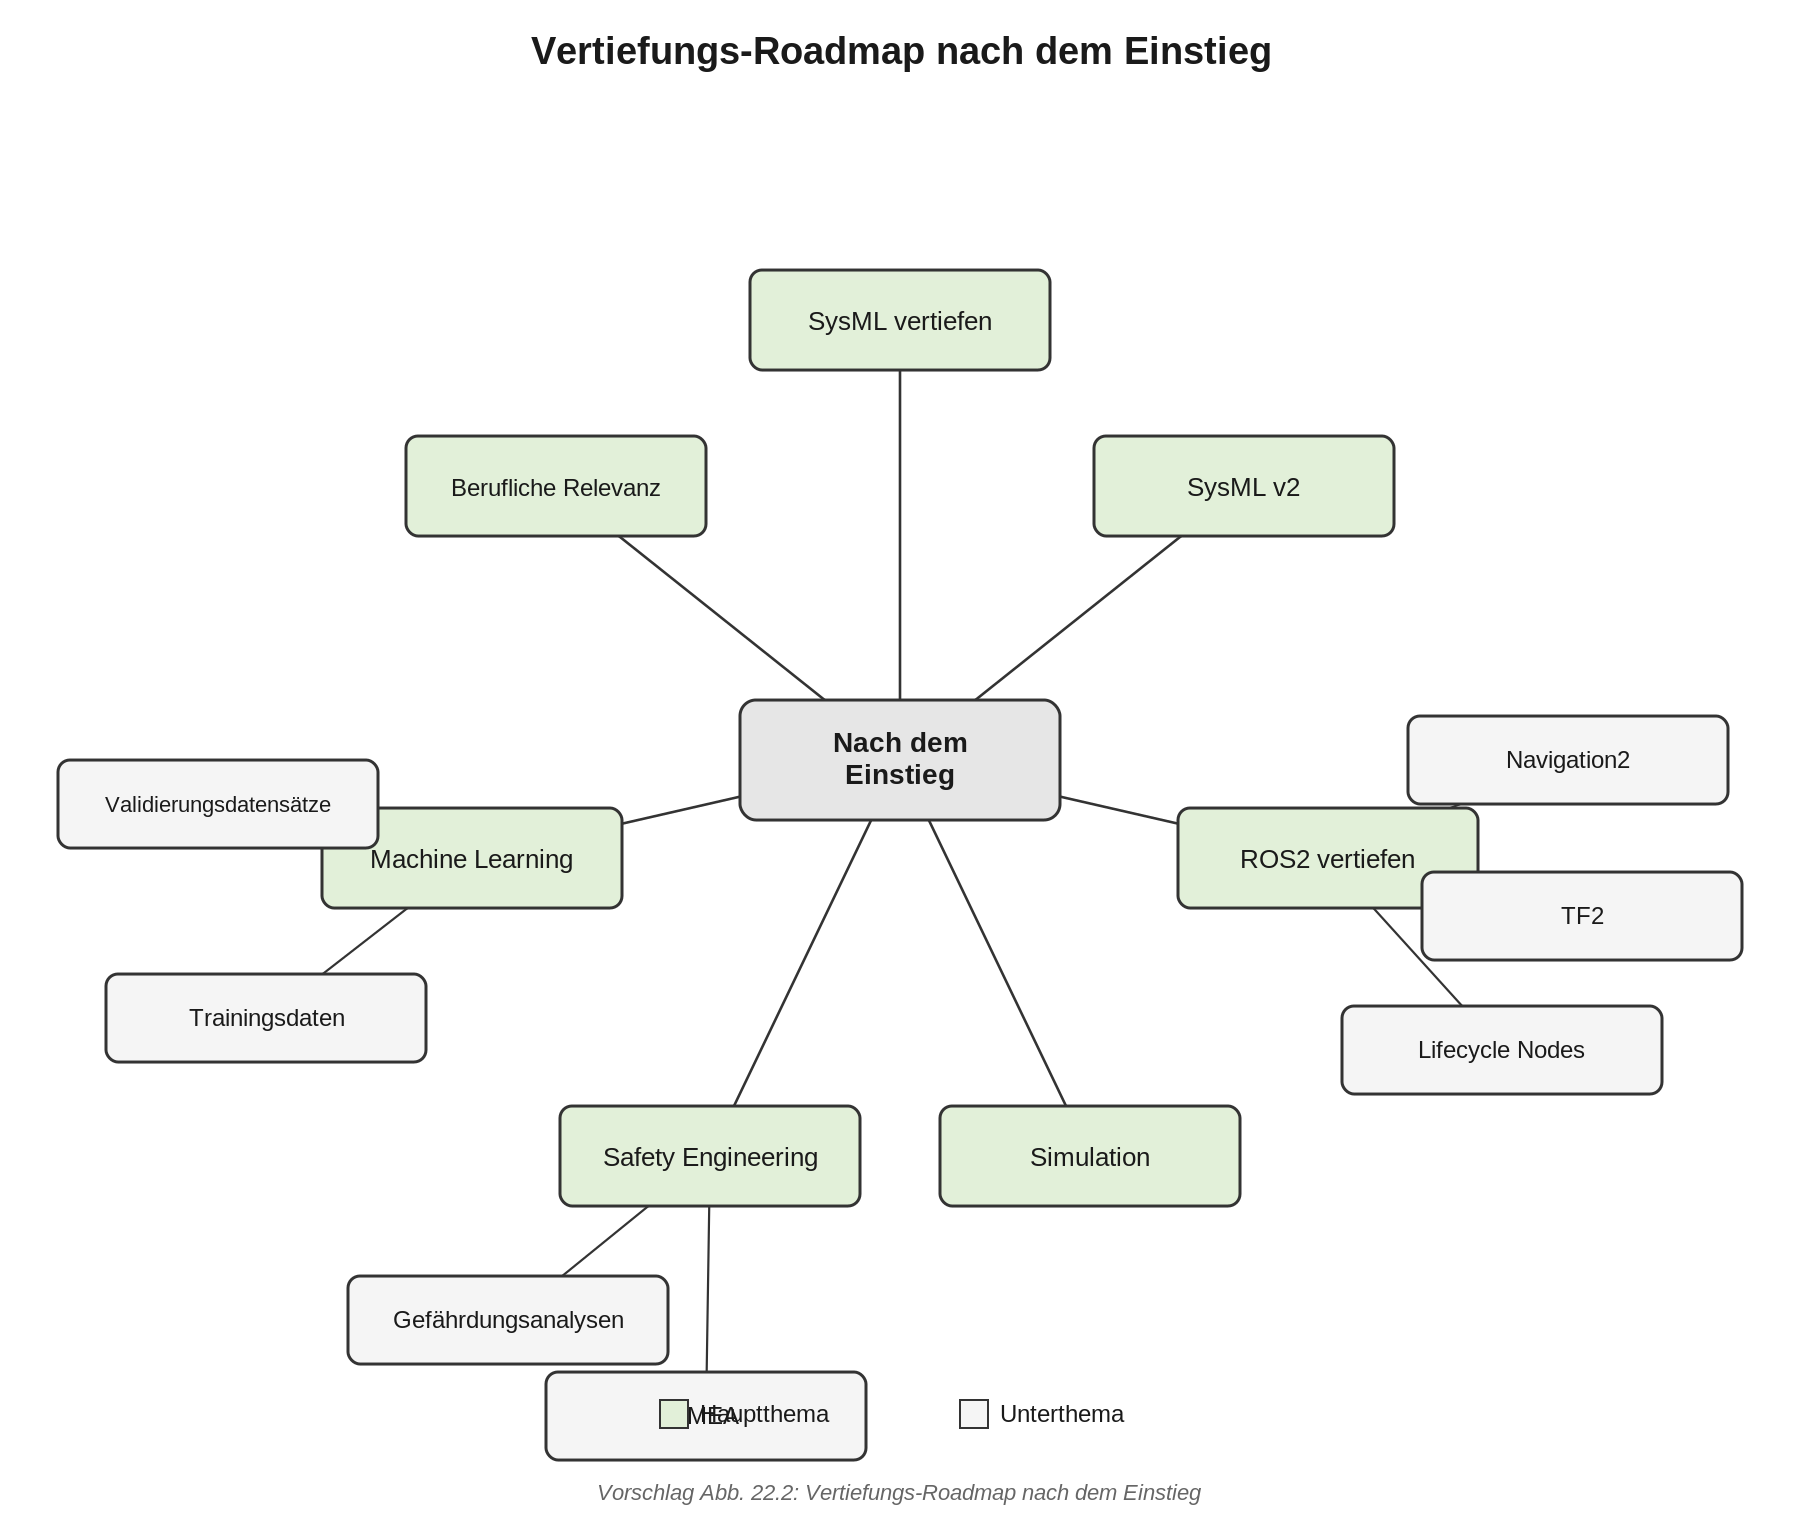 Vertiefungs-Roadmap nach dem Einstieg
SysML vertiefen
Berufliche Relevanz
SysML v2
Nach dem
Einstieg
Navigation2
Validierungsdatensätze
Machine Learning
ROS2 vertiefen
TF2
Trainingsdaten
Lifecycle Nodes
Safety Engineering
Simulation
Gefährdungsanalysen
Hauptthema
Unterthema
Vorschlag Abb. 22.2: Vertiefungs-Roadmap nach dem Einstieg